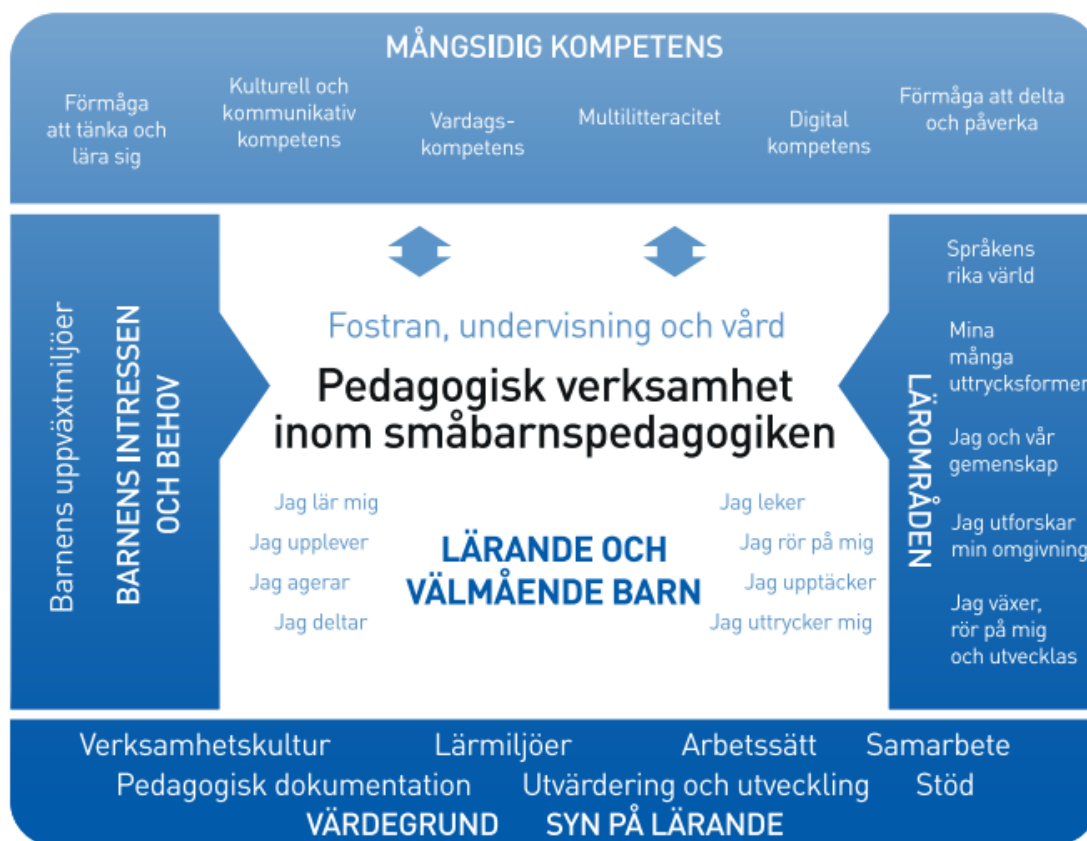 MÅNGSIDIG KOMPETENS
Förmåga
att tänka och
lära sig
Kulturell och
kommunikativ
kompetens
Vardags-
kompetens
Multilitteracitet
Digital
kompetens
Förmåga att delta
och påverka
Barnens uppväxtmiljöer
BARNENS INTRESSEN
OCH BEHOV
Fostran, undervisning och vård
Pedagogisk verksamhet
inom småbarnspedagogiken
Jag lär mig
Jag upplever
Jag agerar
Jag deltar
LÄRANDE OCH
VÄLMÅENDE BARN
Jag leker
Jag rör på mig
Jag upptäcker
Jag uttrycker mig
LÄROMRÅDEN
Språkens
rika värld
Mina
många
uttrycksformer
Jag och vår
gemenskap
Jag utforskar
min omgivning
Jag växer,
rör på mig
och utvecklas
Verksamhetskultur Lärmiljöer Arbetssätt Samarbete
Pedagogisk dokumentation Utvärdering och utveckling Stöd
VÄRDEGRUND SYN PÅ LÄRANDE